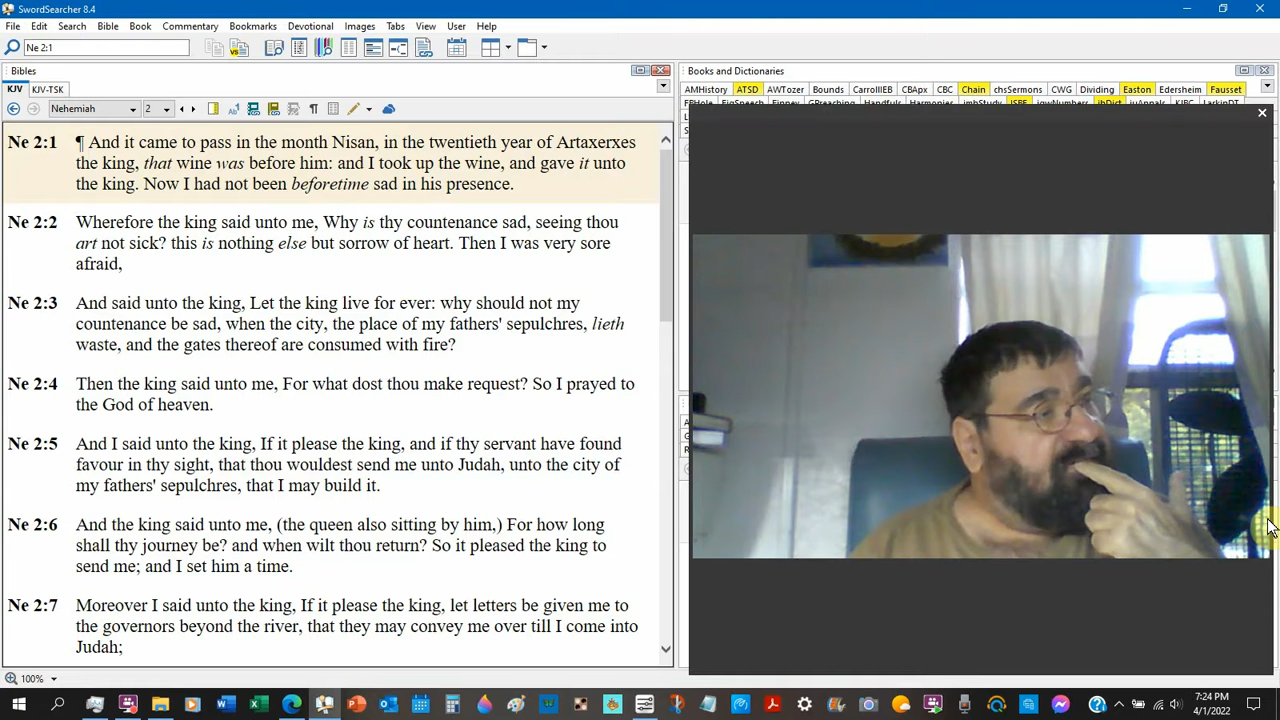 SwordSearcher 8.4
File Edit Search Bible Book Commentary Bookmarks Devotional Images Tabs View User Help
Ne 2:1
Bibles
KJV KJV-TSK
Nehemiah 2
Ne 2:1 ¶ And it came to pass in the month Nisan, in the twentieth year of Artaxerxes
the king, that wine was before him: and I took up the wine, and gave it unto
the king. Now I had not been beforetime sad in his presence.
Ne 2:2 Wherefore the king said unto me, Why is thy countenance sad, seeing thou
art not sick? this is nothing else but sorrow of heart. Then I was very sore
afraid,
Ne 2:3 And said unto the king, Let the king live for ever: why should not my
countenance be sad, when the city, the place of my fathers' sepulchres, lieth
waste, and the gates thereof are consumed with fire?
Ne 2:4 Then the king said unto me, For what dost thou make request? So I prayed to
the God of heaven.
Ne 2:5 And I said unto the king, If it please the king, and if thy servant have found
favour in thy sight, that thou wouldest send me unto Judah, unto the city of
my fathers' sepulchres, that I may build it.
Ne 2:6 And the king said unto me, (the queen also sitting by him,) For how long
shall thy journey be? and when wilt thou return? So it pleased the king to
send me; and I set him a time.
Ne 2:7 Moreover I said unto the king, If it please the king, let letters be given me to
the governors beyond the river, that they may convey me over till I come into
Judah;
100%
Books and Dictionaries
AMHistory ATSD AWTozer Bounds CarrollIEB CBApx CBC Chain chsSermons CWG Dividing Easton Edersheim Fausset
7:24 PM
4/1/2022